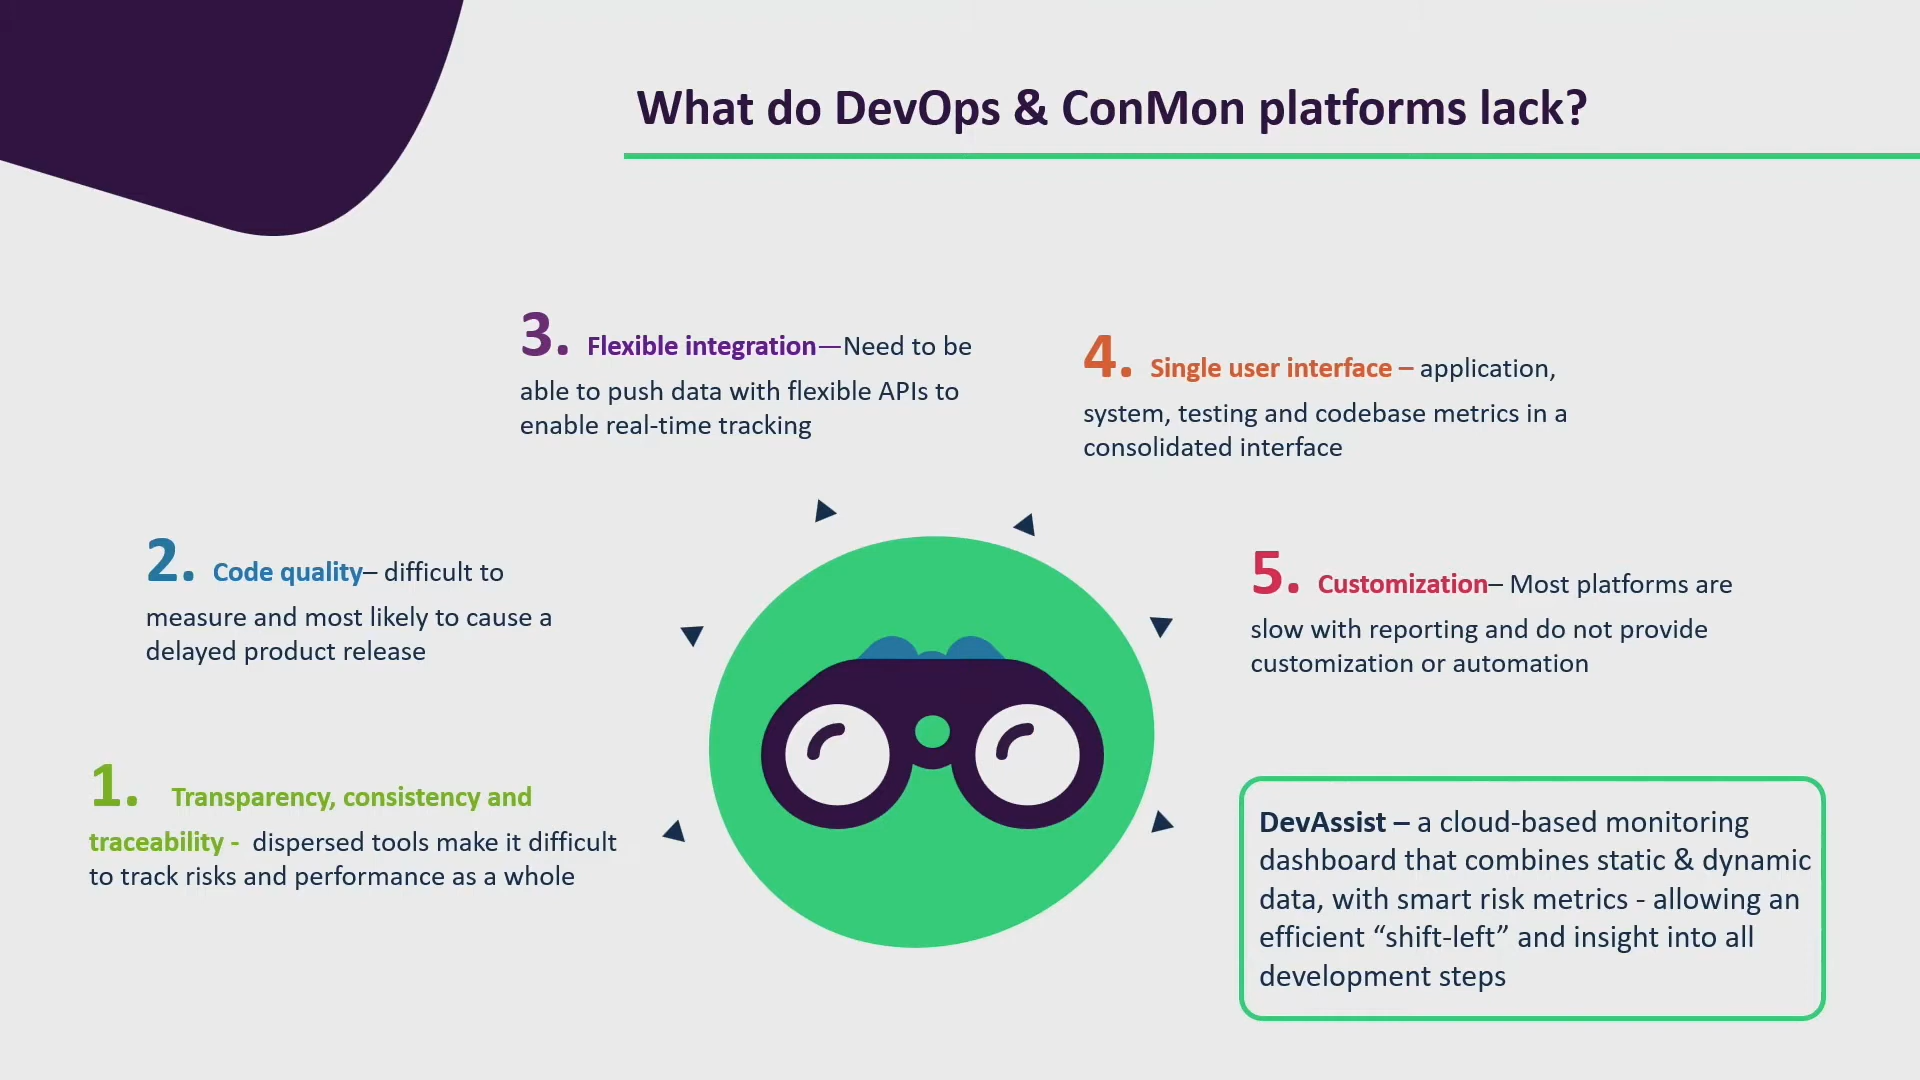 What do DevOps & ConMon platforms lack?
3. Flexible integration—Need to be
able to push data with flexible APIs to
enable real-time tracking
4. Single user interface – application,
system, testing and codebase metrics in a
consolidated interface
2. Code quality– difficult to
measure and most likely to cause a
delayed product release
5. Customization– Most platforms are
slow with reporting and do not provide
customization or automation
1. Transparency, consistency and
traceability - dispersed tools make it difficult
to track risks and performance as a whole
DevAssist – a cloud-based monitoring
dashboard that combines static & dynamic
data, with smart risk metrics - allowing an
efficient “shift-left” and insight into all
development steps